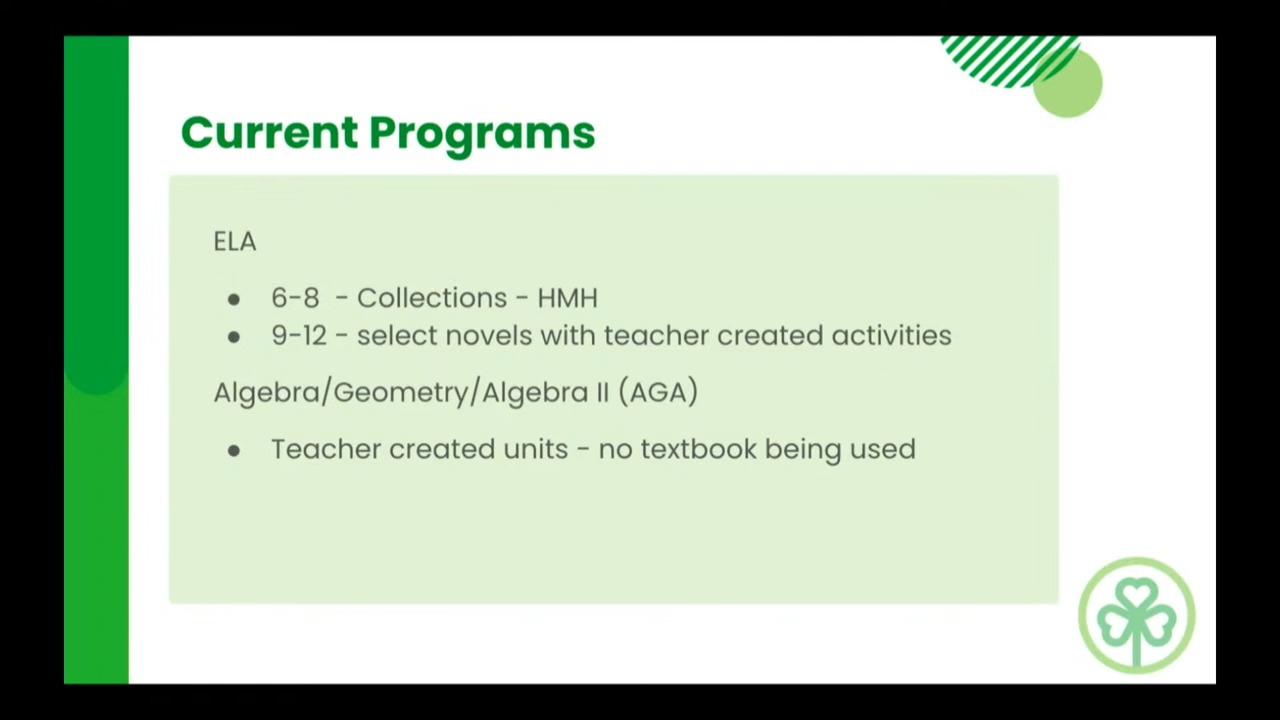 Current Programs
ELA
● 6-8 - Collections - HMH
● 9-12 - select novels with teacher created activities
Algebra/Geometry/Algebra II (AGA)
● Teacher created units - no textbook being used